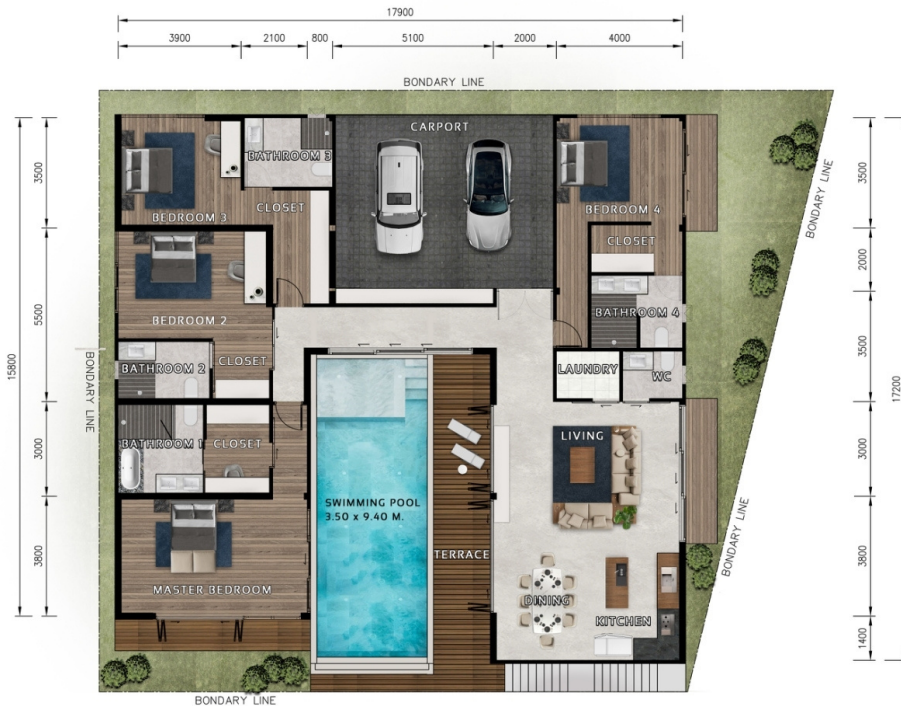 17900
3900 2100 800 5100 2000 4000
BONDARY LINE
CARPORT
BATHROOM 3
CLOSET
BEDROOM 3
BEDROOM 4
CLOSET
BATHROOM 4
BEDROOM 2
BATHROOM 2
CLOSET
LAUNDRY
WC
BATHROOM 1
CLOSET
LIVING
SWIMMING POOL
3.50 x 9.40 M.
TERRACE
MASTER BEDROOM
DINING
KITCHEN
BONDARY LINE
BONDARY LINE
BONDARY LINE
BONDARY LINE
3500
5500
3000
3800
15800
3500
2000
3500
3000
3800
1400
17200